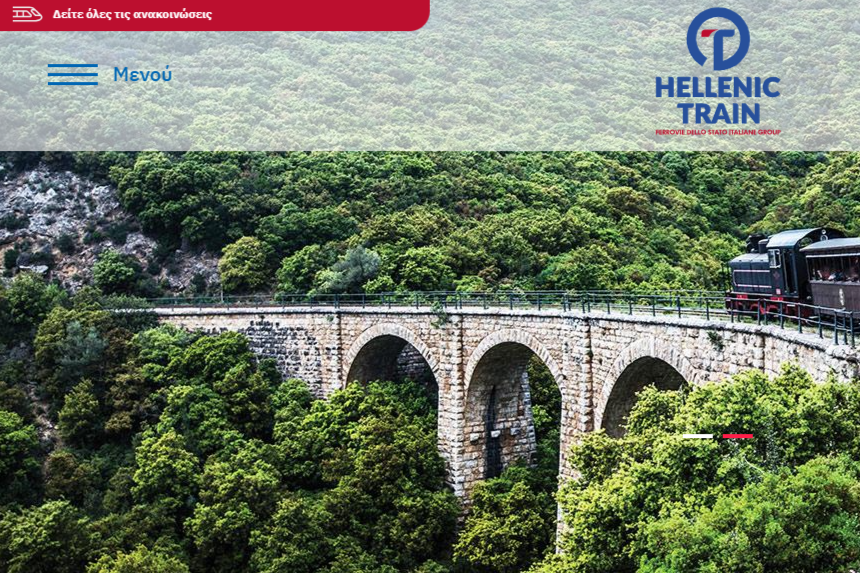 Δείτε όλες τις ανακοινώσεις
Μενού
HELLENIC
TRAIN
FERROVIE DELLO STATO ITALIANE GROUP